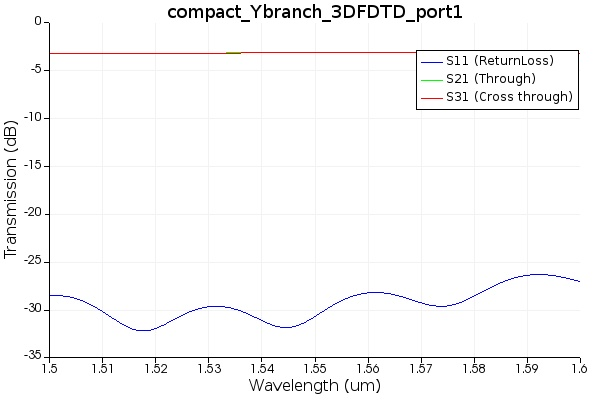 compact_Ybranch_3DFDTD_port1
0
-5
-10
-15
-20
-25
-30
-35
Transmission (dB)
S11 (ReturnLoss)
S21 (Through)
S31 (Cross through)
1.5 1.51 1.52 1.53 1.54 1.55 1.56 1.57 1.58 1.59 1.6
Wavelength (um)